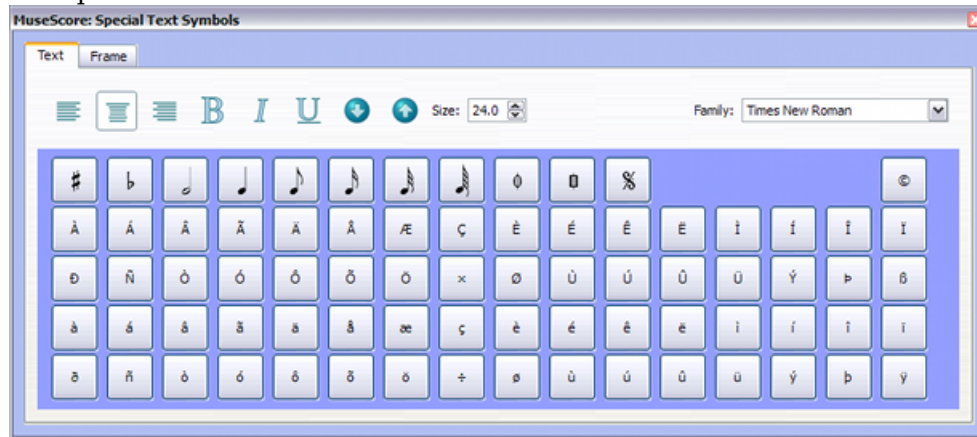 MuseScore: Special Text Symbols
Text Frame
B I U Size: 24.0 Family: Times New Roman
♯ ♭ 𝅗𝅥 ♩ ♪ 𝅘𝅥𝅯 𝅘𝅥𝅰 𝅘𝅥𝅱 𝄋 ©
À Á Â Ã Ä Å Æ Ç È É Ê Ë Ì Í Î Ï
Ð Ñ Ò Ó Ô Õ Ö × Ø Ù Ú Û Ü Ý Þ ß
à á â ã ä å æ ç è é ê ë ì í î ï
ð ñ ò ó ô õ ö ÷ ø ù ú û ü ý þ ÿ